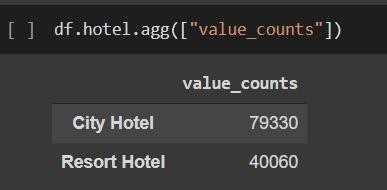 [ ] df.hotel.agg(["value_counts"])
value_counts
City Hotel 79330
Resort Hotel 40060